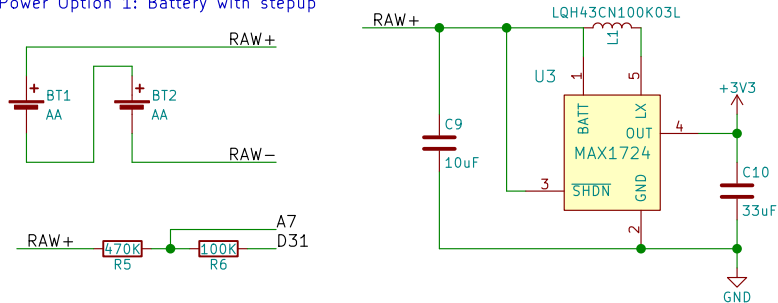 Power Option 1: Battery with stepup
RAW+
+
BT1
AA
+
BT2
AA
RAW-
RAW+
470K
R5
100K
R6
A7
D31
RAW+
LQH43CN100K03L
L1
U3
1
5
BATT
LX
OUT
4
MAX1724
3
SHDN
GND
2
C9
10uF
+3V3
C10
33uF
GND